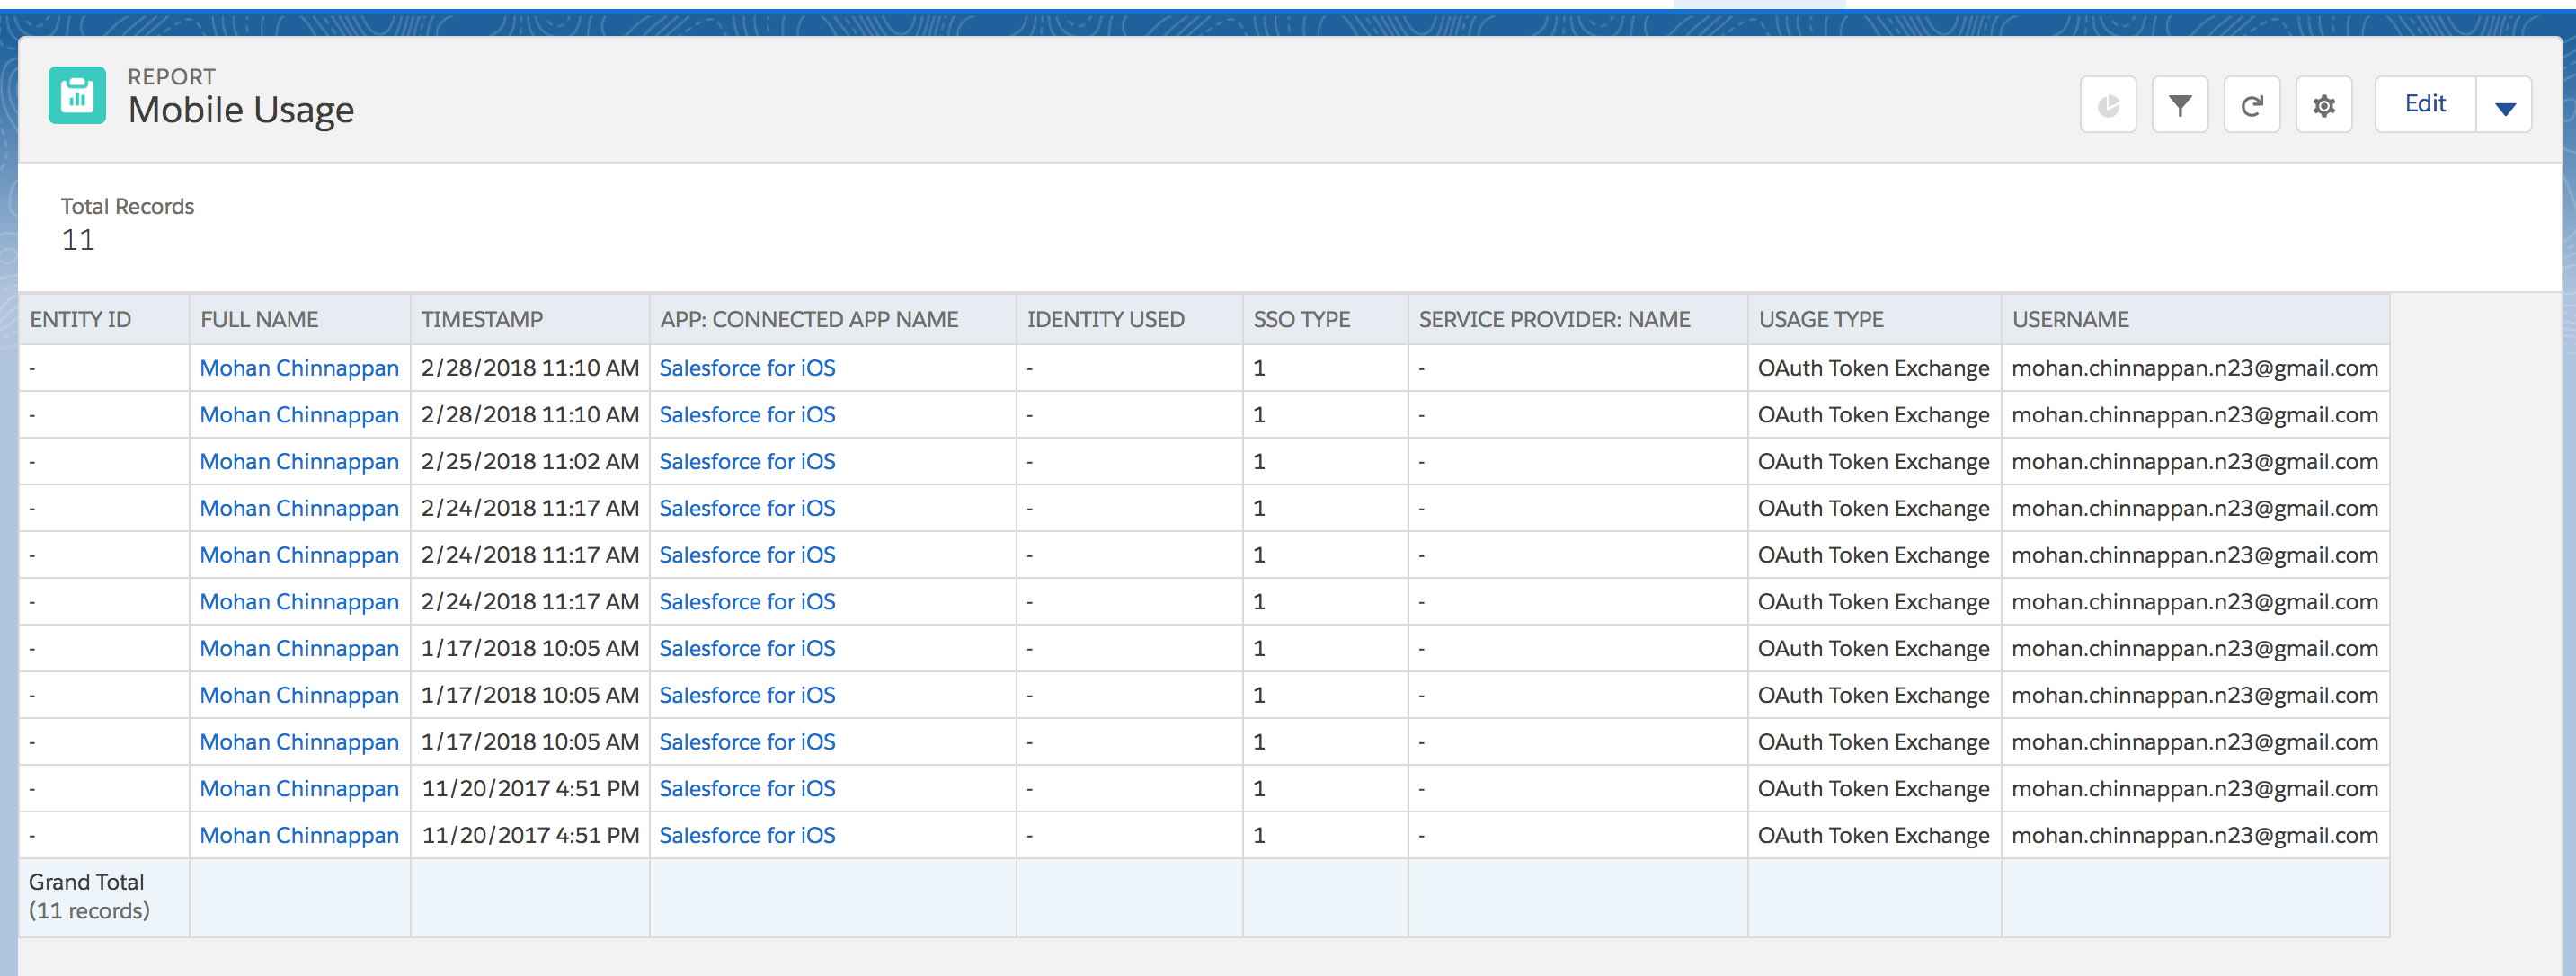 REPORT
Mobile Usage
Edit
Total Records
11
ENTITY ID FULL NAME TIMESTAMP APP: CONNECTED APP NAME IDENTITY USED SSO TYPE SERVICE PROVIDER: NAME USAGE TYPE USERNAME
- Mohan Chinnappan 2/28/2018 11:10 AM Salesforce for iOS - 1 - OAuth Token Exchange mohan.chinnappan.n23@gmail.com
- Mohan Chinnappan 2/28/2018 11:10 AM Salesforce for iOS - 1 - OAuth Token Exchange mohan.chinnappan.n23@gmail.com
- Mohan Chinnappan 2/25/2018 11:02 AM Salesforce for iOS - 1 - OAuth Token Exchange mohan.chinnappan.n23@gmail.com
- Mohan Chinnappan 2/24/2018 11:17 AM Salesforce for iOS - 1 - OAuth Token Exchange mohan.chinnappan.n23@gmail.com
- Mohan Chinnappan 2/24/2018 11:17 AM Salesforce for iOS - 1 - OAuth Token Exchange mohan.chinnappan.n23@gmail.com
- Mohan Chinnappan 2/24/2018 11:17 AM Salesforce for iOS - 1 - OAuth Token Exchange mohan.chinnappan.n23@gmail.com
- Mohan Chinnappan 1/17/2018 10:05 AM Salesforce for iOS - 1 - OAuth Token Exchange mohan.chinnappan.n23@gmail.com
- Mohan Chinnappan 1/17/2018 10:05 AM Salesforce for iOS - 1 - OAuth Token Exchange mohan.chinnappan.n23@gmail.com
- Mohan Chinnappan 1/17/2018 10:05 AM Salesforce for iOS - 1 - OAuth Token Exchange mohan.chinnappan.n23@gmail.com
- Mohan Chinnappan 11/20/2017 4:51 PM Salesforce for iOS - 1 - OAuth Token Exchange mohan.chinnappan.n23@gmail.com
- Mohan Chinnappan 11/20/2017 4:51 PM Salesforce for iOS - 1 - OAuth Token Exchange mohan.chinnappan.n23@gmail.com
Grand Total
(11 records)